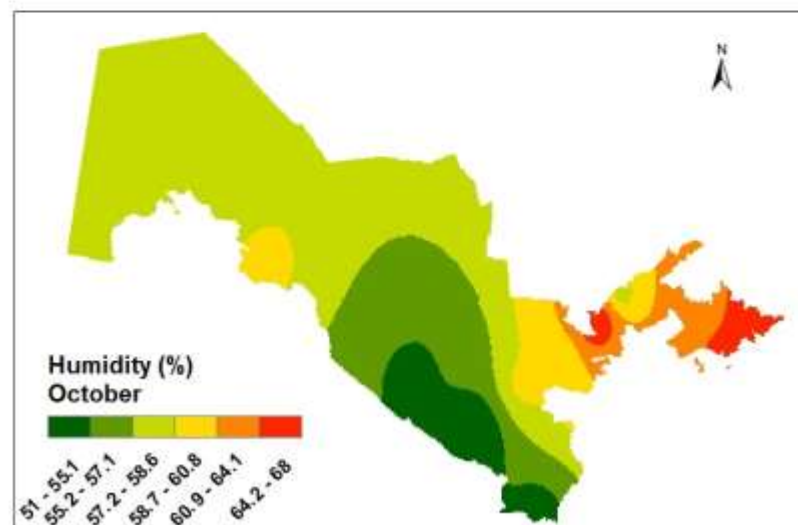 N
Humidity (%)
October
51 - 55.1
55.2 - 57.1
57.2 - 58.6
58.7 - 60.8
60.9 - 64.1
64.2 - 68